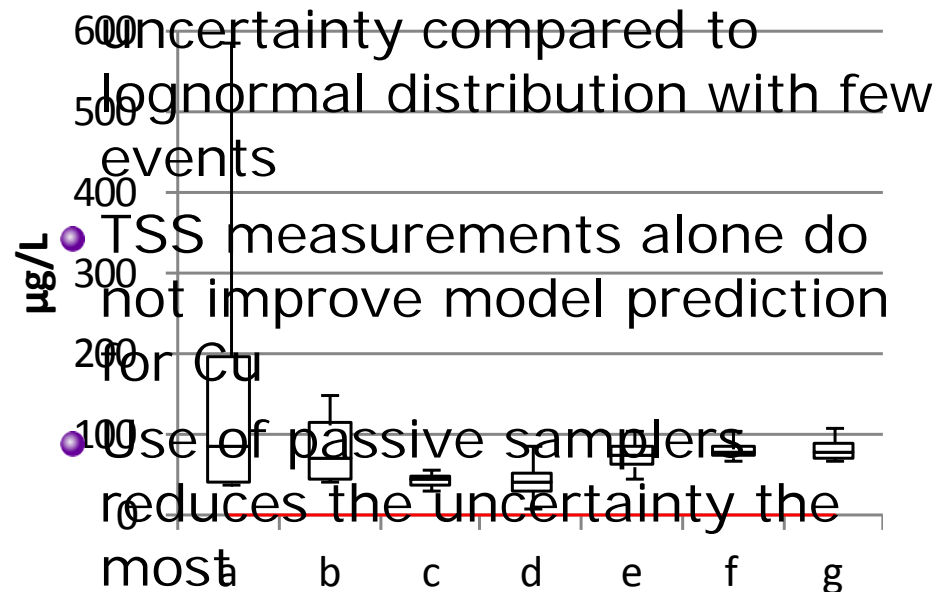 uncertainty compared to
lognormal distribution with few
events
TSS measurements alone do
not improve model prediction
for Cu
Use of passive samplers
reduces the uncertainty the
most
µg/L
600
500
400
300
200
100
0
a b c d e f g